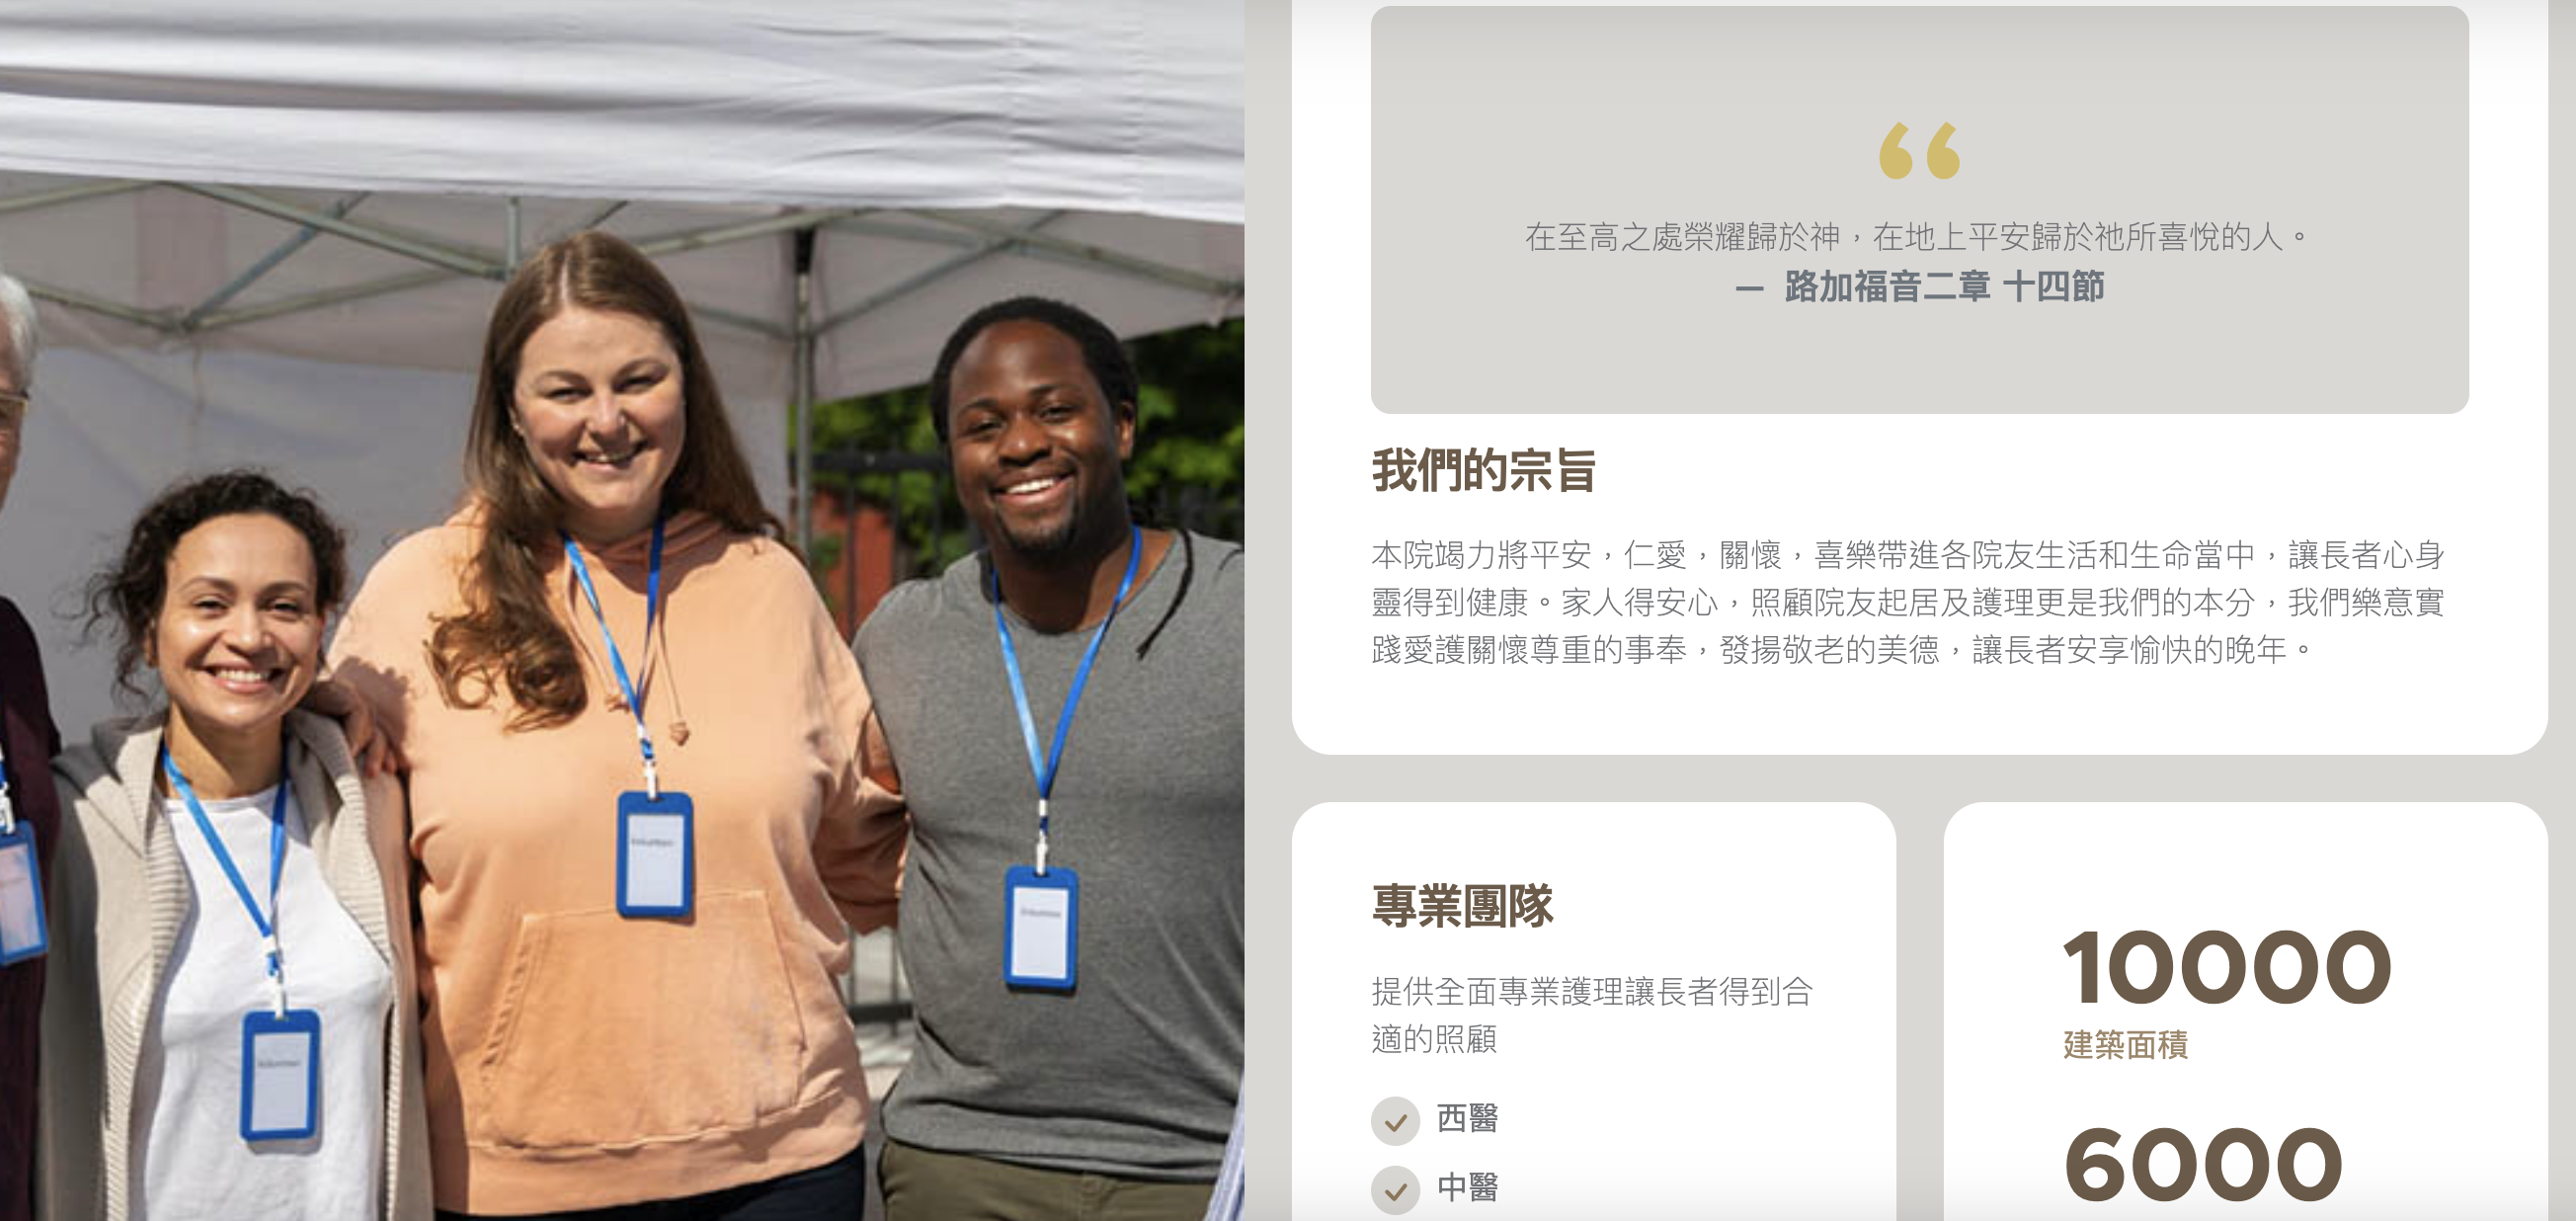 在至高之處榮耀歸於神，在地上平安歸於祂所喜悅的人。
— 路加福音二章 十四節
我們的宗旨
本院竭力將平安，仁愛，關懷，喜樂帶進各院友生活和生命當中，讓長者心身
靈得到健康。家人得安心，照顧院友起居及護理更是我們的本分，我們樂意實
踐愛護關懷尊重的事奉，發揚敬老的美德，讓長者安享愉快的晚年。
專業團隊
提供全面專業護理讓長者得到合
適的照顧
西醫
中醫
10000
建築面積
6000